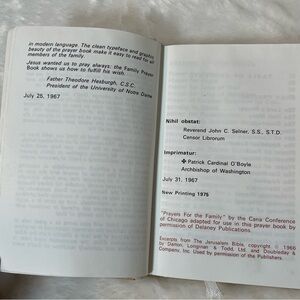 in modern language. The clean typeface and graphic
beauty of the prayer book make it easy to read for all
members of the family.
Jesus wanted us to pray always: the Family Prayer
Book shows us how to fulfill his wish.
Father Theodore Hesburgh, C.S.C.
President of the University of Notre Dame
July 25, 1967
Nihil obstat:
Reverend John C. Selner, S.S., S.T.D.
Censor Librorum
Imprimatur:
✠ Patrick Cardinal O'Boyle
Archbishop of Washington
July 31, 1967
New Printing 1975
"Prayers For the Family" by the Cana Conference
of Chicago adapted for use in this prayer book by
permission of Delaney Publications.
Excerpts from The Jerusalem Bible, copyright © 1966
by Darton, Longman & Todd, Ltd. and Doubleday &
Company, Inc. Used by permission of the Publishers.